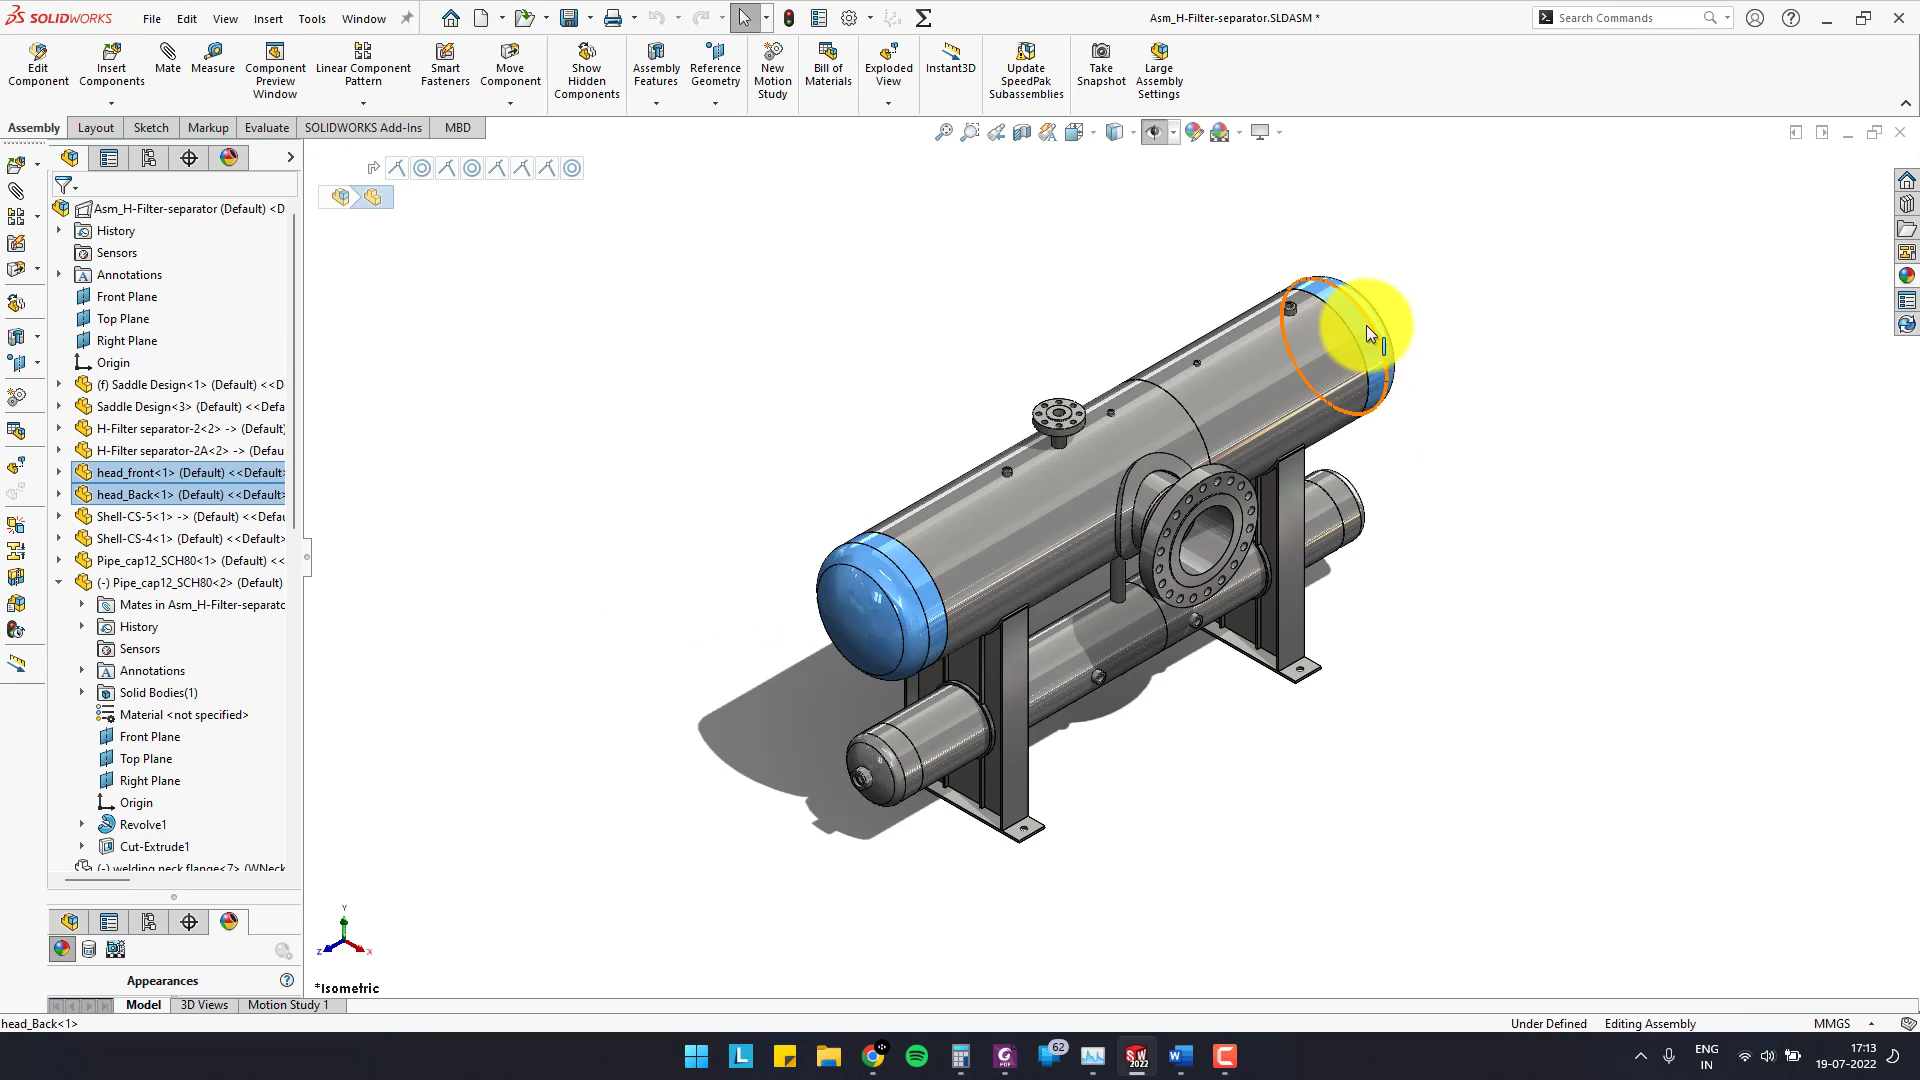 SOLIDWORKS File Edit View Insert Tools Window
Asm_H-Filter-separator.SLDASM *
Search Commands
Edit Component
Insert Components
Mate
Measure
Component Preview Window
Linear Component Pattern
Smart Fasteners
Move Component
Show Hidden Components
Assembly Features
Reference Geometry
New Motion Study
Bill of Materials
Exploded View
Instant3D
Update SpeedPak Subassemblies
Take Snapshot
Large Assembly Settings
Assembly Layout Sketch Markup Evaluate SOLIDWORKS Add-Ins MBD
Asm_H-Filter-separator (Default) <D
History
Sensors
Annotations
Front Plane
Top Plane
Right Plane
Origin
(f) Saddle Design<1> (Default) <<D
Saddle Design<3> (Default) <<Def
H-Filter separator-2<2> -> (Default)
H-Filter separator-2A<2> -> (Defau
head_front<1> (Default) <<Default>
head_Back<1> (Default) <<Default>
Shell-CS-5<1> -> (Default) <<Defau
Shell-CS-4<1> (Default) <<Default>
Pipe_cap12_SCH80<1> (Default) <<
(-) Pipe_cap12_SCH80<2> (Default)
Mates in Asm_H-Filter-separato
History
Sensors
Annotations
Solid Bodies(1)
Material <not specified>
Front Plane
Top Plane
Right Plane
Origin
Revolve1
Cut-Extrude1
(-) welding neck flange<7> (WNeck
Appearances
Y
Z X
*Isometric
Model 3D Views Motion Study 1
head_Back<1>
Under Defined Editing Assembly MMGS
L
62
SW 2022
W
C
ENG
IN
17:13
19-07-2022